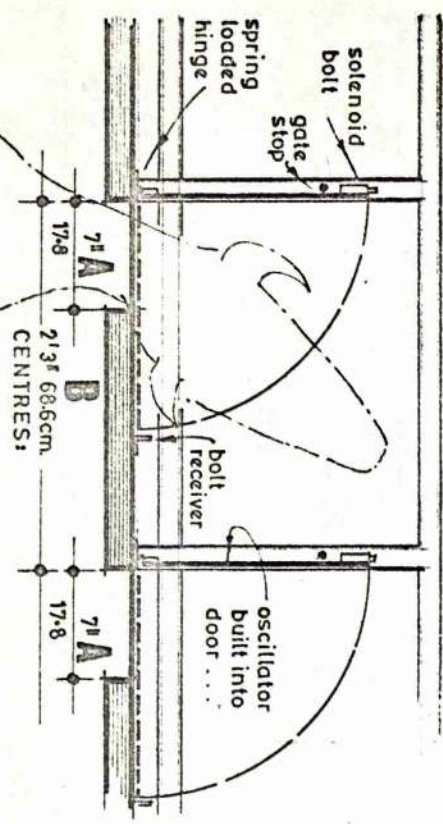 solenoid
bolt
gate
stop
spring
loaded
hinge
bolt
receiver
oscillator
built into
door ....
7" A
17·8
B
2'3" 68.6cm.
CENTRES:
7" A
17·8